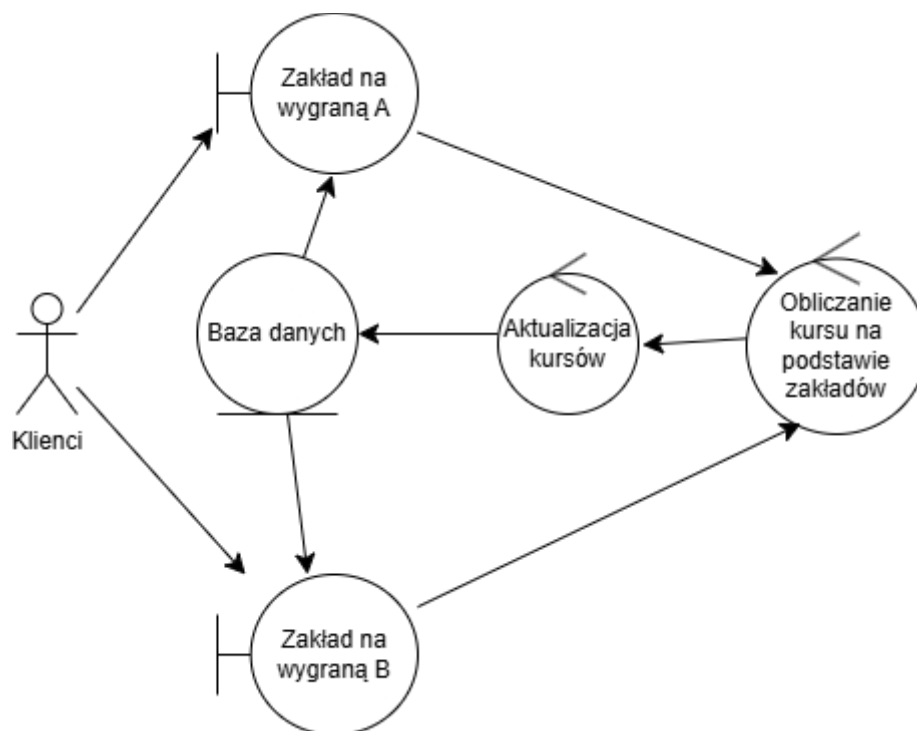 Zakład na
wygraną A
Baza danych
Aktualizacja
kursów
Obliczanie
kursu na
podstawie
zakładów
Klienci
Zakład na
wygraną B